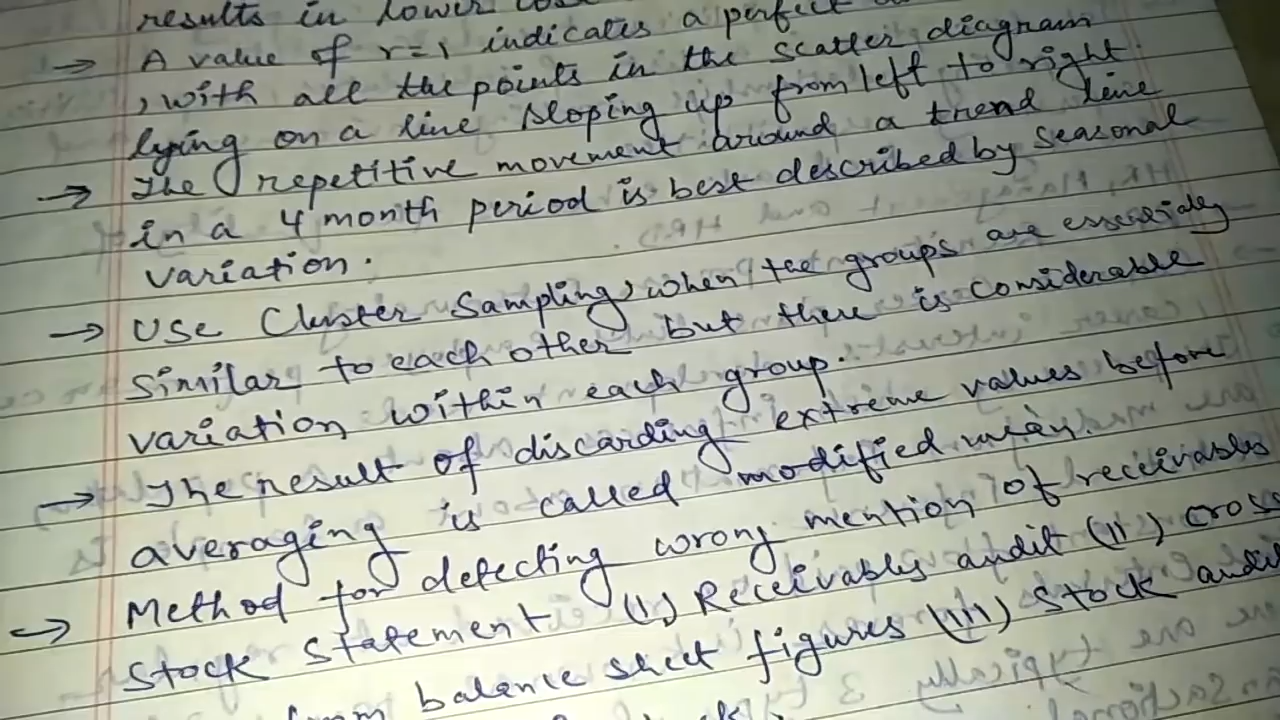 results in lower cost
→ A value of r=1 indicates a perfect
, with all the points in the scatter diagram
lying on a line sloping up from left to right.
→ The repetitive movement around a trend line
in a 4 month period is best described by seasonal
variation.
→ Use Cluster Sampling, when the groups are
similar to each other but there is considerable
variation within each group.
→ The result of discarding extreme values before
averaging is called modified mean.
→ Method for detecting wrong mention of receivables
stock statement (I) Receivables audit (II) cross
balance sheet figures (III) stock audit